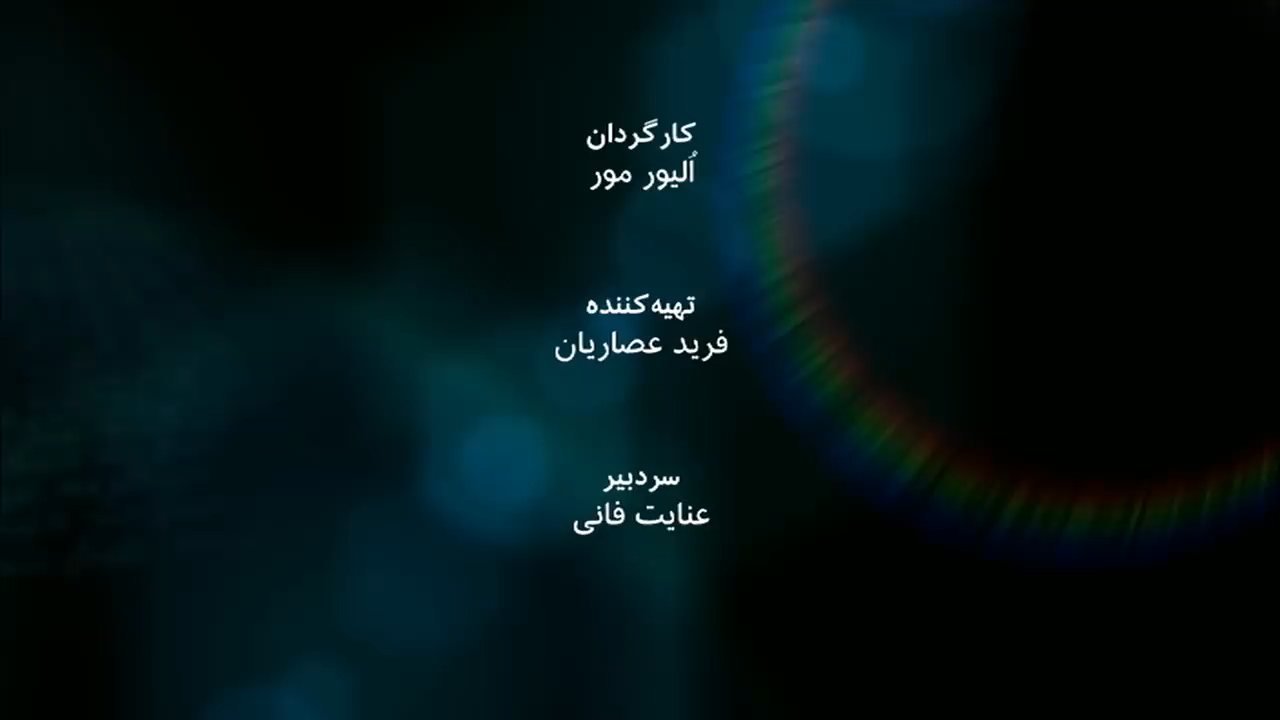 کارگردان
اُلیور مور
تهیه‌کننده
فرید عصاریان
سردبیر
عنایت فانی